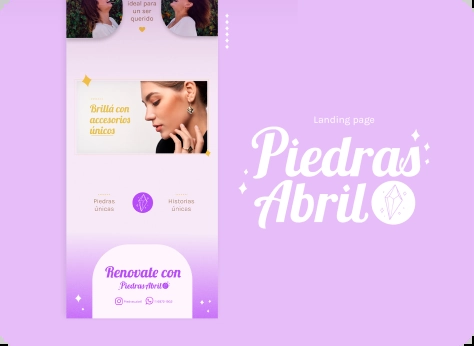 ideal para
un ser
querido
Brillá con
accesorios
únicos
Piedras
únicas
Historias
únicas
Renovate con
Piedras Abril
Landing page
Piedras
Abril